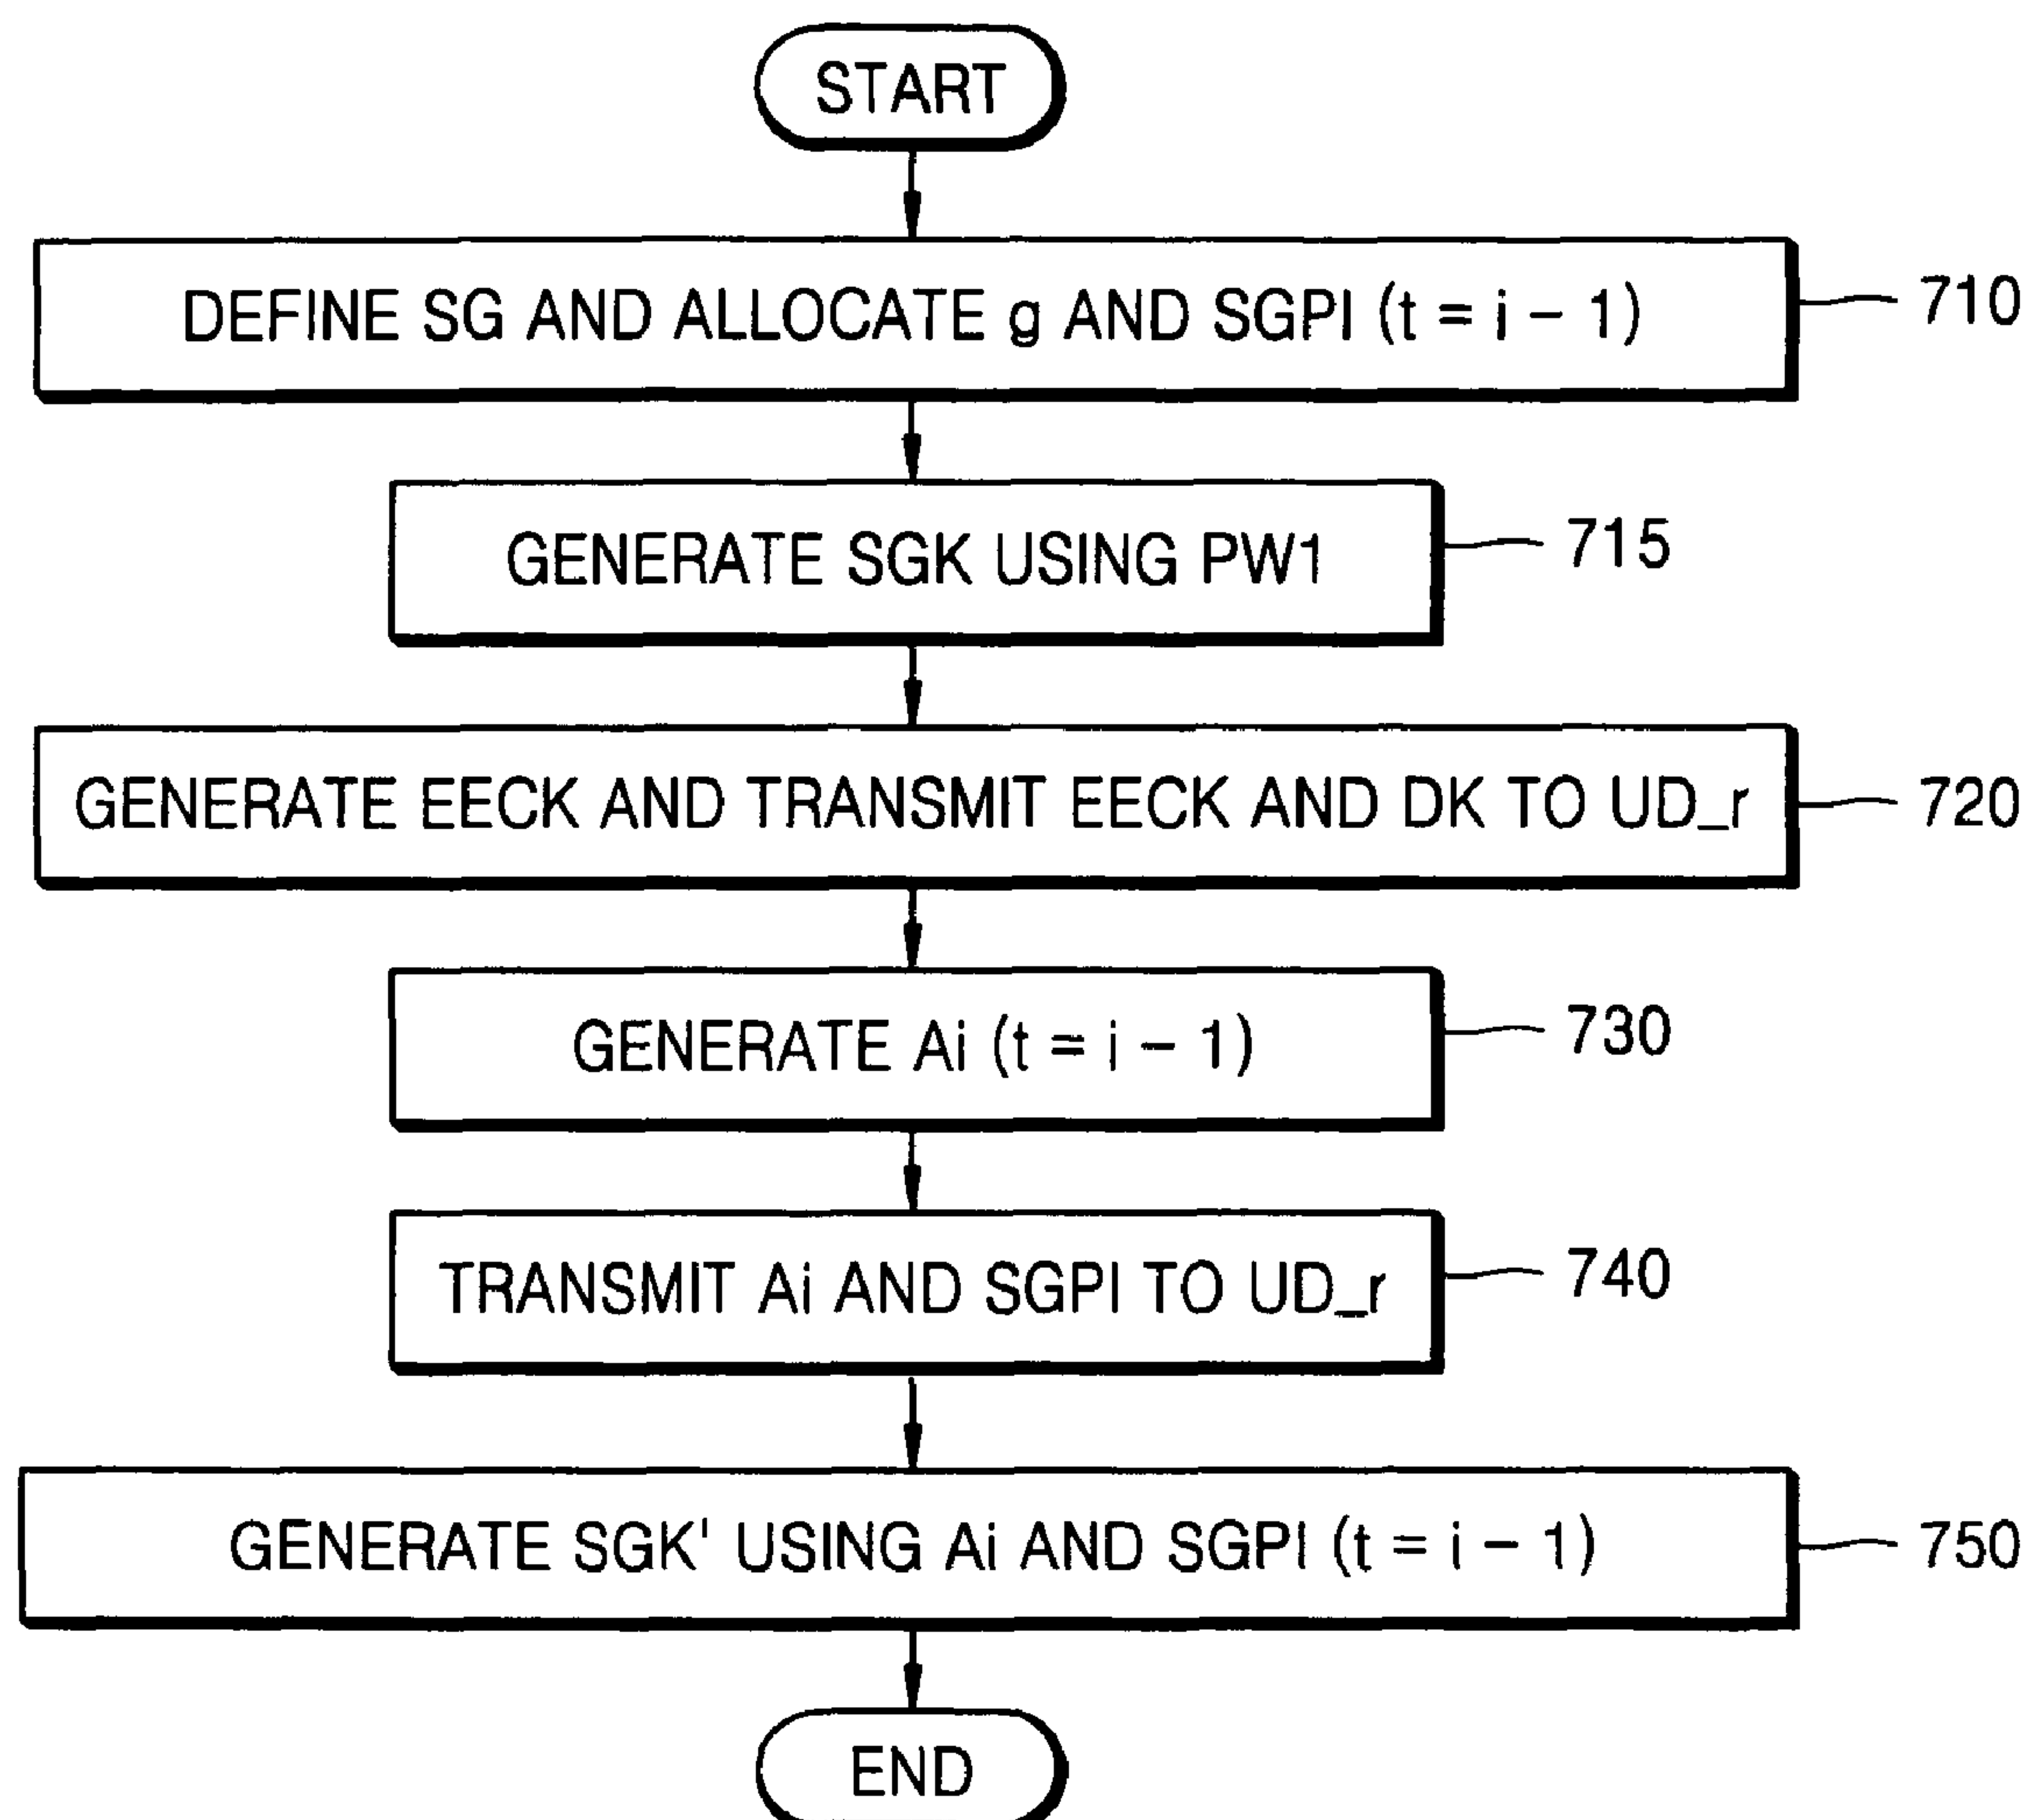 START
DEFINE SG AND ALLOCATE g AND SGPI (t = i – 1)
710
GENERATE SGK USING PW1
715
GENERATE EECK AND TRANSMIT EECK AND DK TO UD_r
720
GENERATE Ai (t = i – 1)
730
TRANSMIT Ai AND SGPI TO UD_r
740
GENERATE SGK' USING Ai AND SGPI (t = i – 1)
750
END